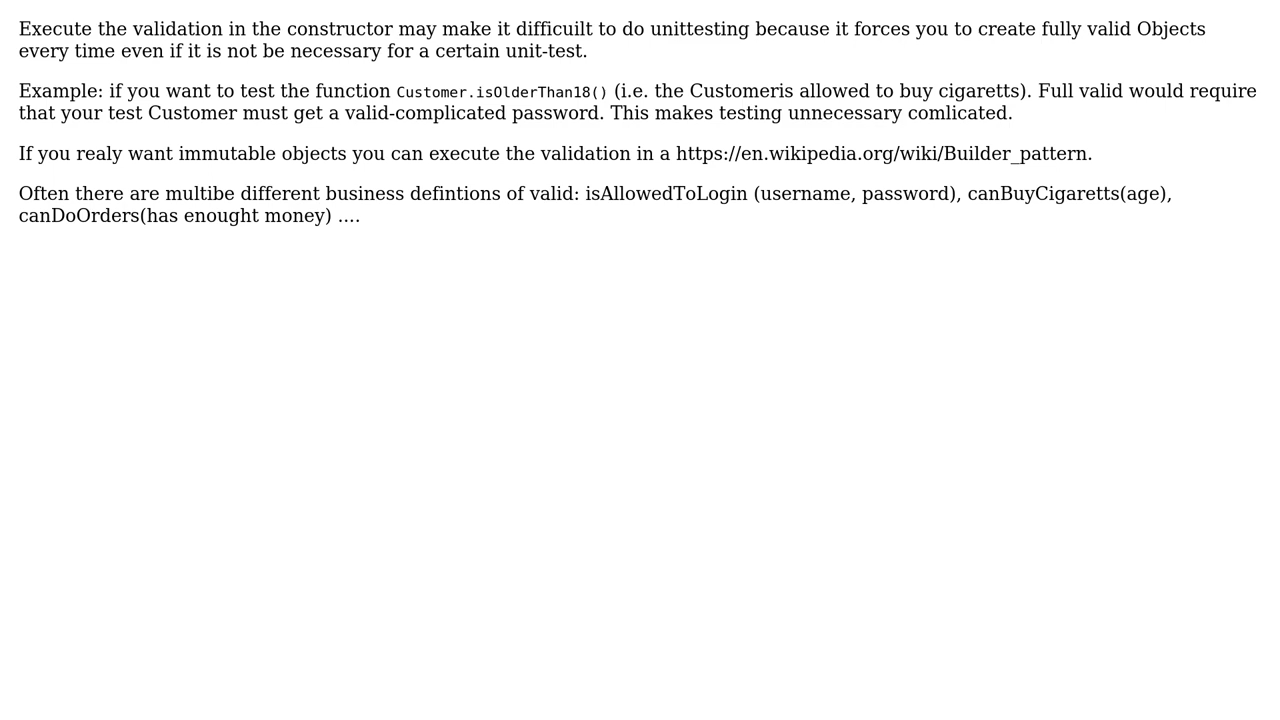 Execute the validation in the constructor may make it difficuilt to do unittesting because it forces you to create fully valid Objects
every time even if it is not be necessary for a certain unit-test.
Example: if you want to test the function Customer.isOlderThan18() (i.e. the Customeris allowed to buy cigaretts). Full valid would require
that your test Customer must get a valid-complicated password. This makes testing unnecessary comlicated.
If you realy want immutable objects you can execute the validation in a https://en.wikipedia.org/wiki/Builder_pattern.
Often there are multibe different business defintions of valid: isAllowedToLogin (username, password), canBuyCigaretts(age),
canDoOrders(has enought money) ....